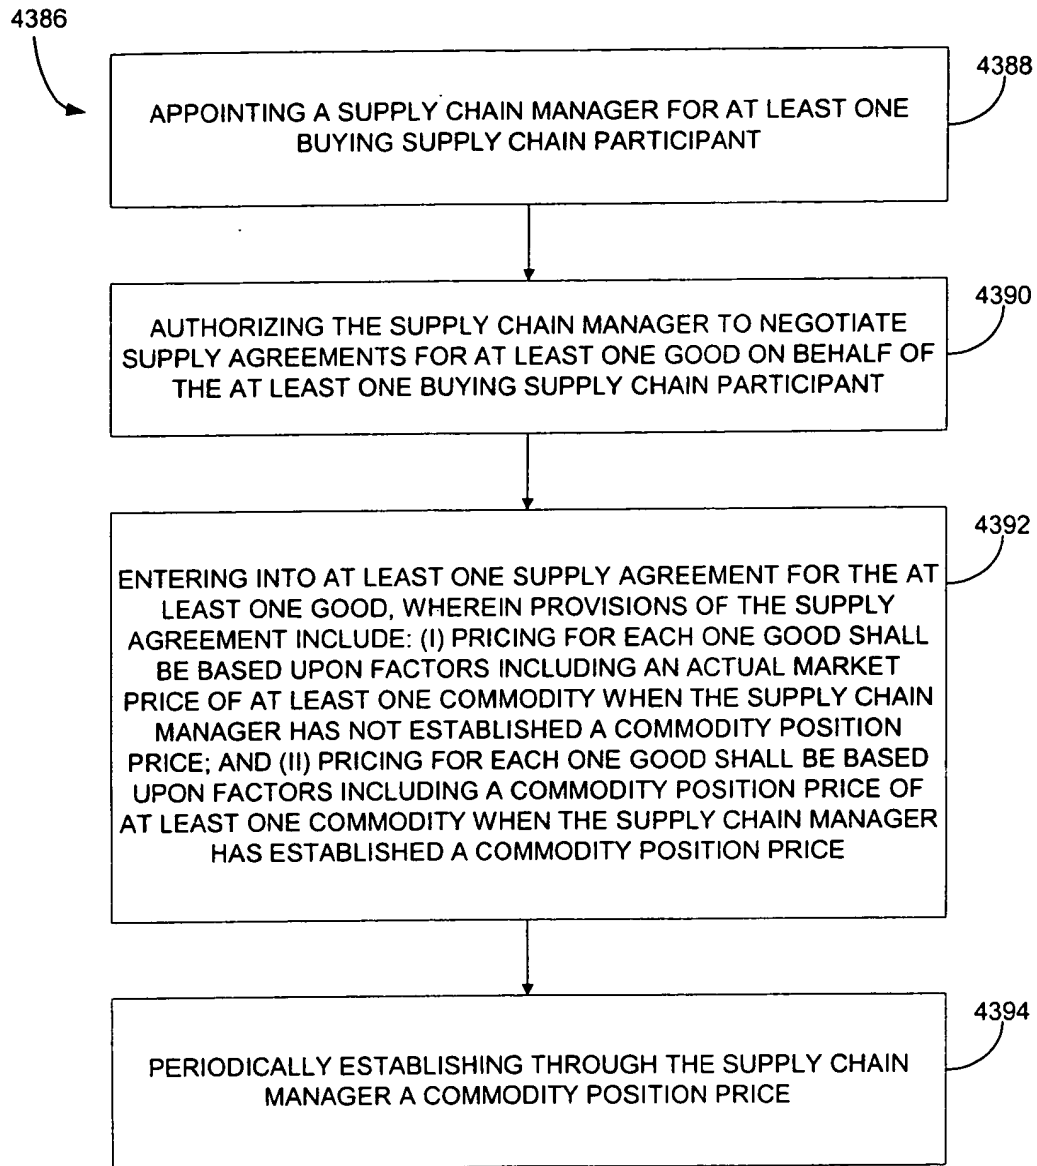 4386
4388
APPOINTING A SUPPLY CHAIN MANAGER FOR AT LEAST ONE
BUYING SUPPLY CHAIN PARTICIPANT
4390
AUTHORIZING THE SUPPLY CHAIN MANAGER TO NEGOTIATE
SUPPLY AGREEMENTS FOR AT LEAST ONE GOOD ON BEHALF OF
THE AT LEAST ONE BUYING SUPPLY CHAIN PARTICIPANT
4392
ENTERING INTO AT LEAST ONE SUPPLY AGREEMENT FOR THE AT
LEAST ONE GOOD, WHEREIN PROVISIONS OF THE SUPPLY
AGREEMENT INCLUDE: (I) PRICING FOR EACH ONE GOOD SHALL
BE BASED UPON FACTORS INCLUDING AN ACTUAL MARKET
PRICE OF AT LEAST ONE COMMODITY WHEN THE SUPPLY CHAIN
MANAGER HAS NOT ESTABLISHED A COMMODITY POSITION
PRICE; AND (II) PRICING FOR EACH ONE GOOD SHALL BE BASED
UPON FACTORS INCLUDING A COMMODITY POSITION PRICE OF
AT LEAST ONE COMMODITY WHEN THE SUPPLY CHAIN MANAGER
HAS ESTABLISHED A COMMODITY POSITION PRICE
4394
PERIODICALLY ESTABLISHING THROUGH THE SUPPLY CHAIN
MANAGER A COMMODITY POSITION PRICE